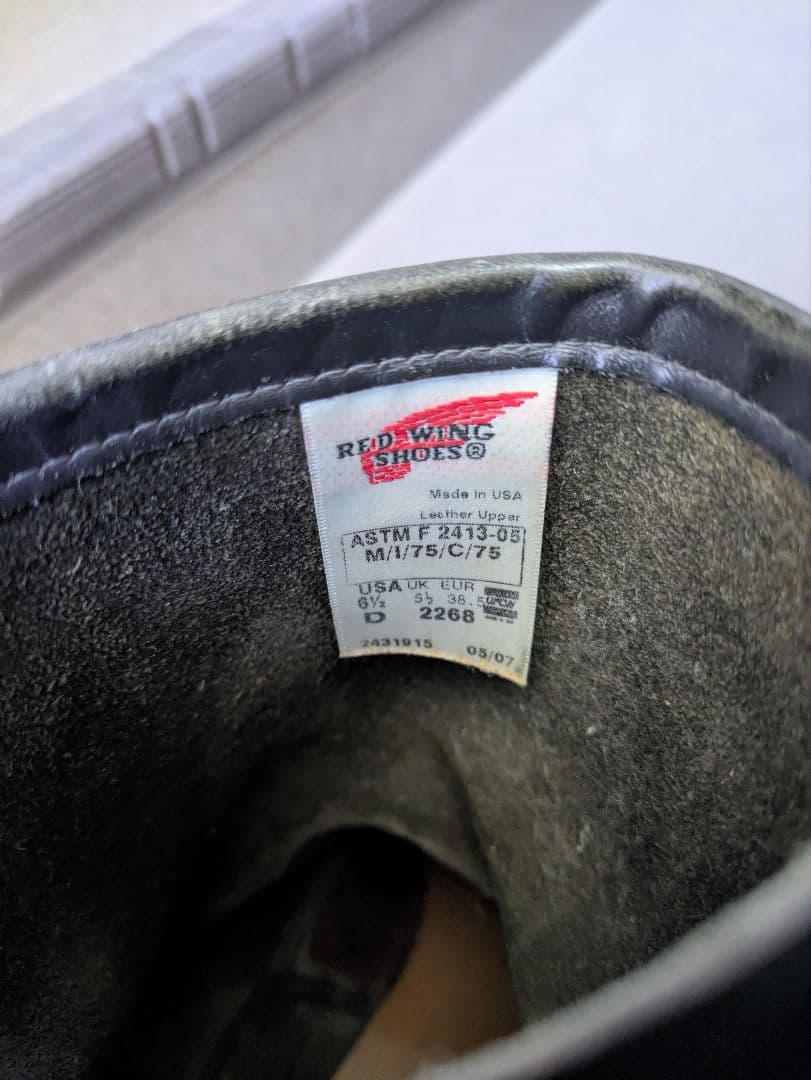 RED WING
SHOES®
Made in USA
Leather Upper
ASTM F 2413-05
M/I/75/C/75
USA UK EUR
6½ 5½ 38.5
D 2268
2431915 05/07